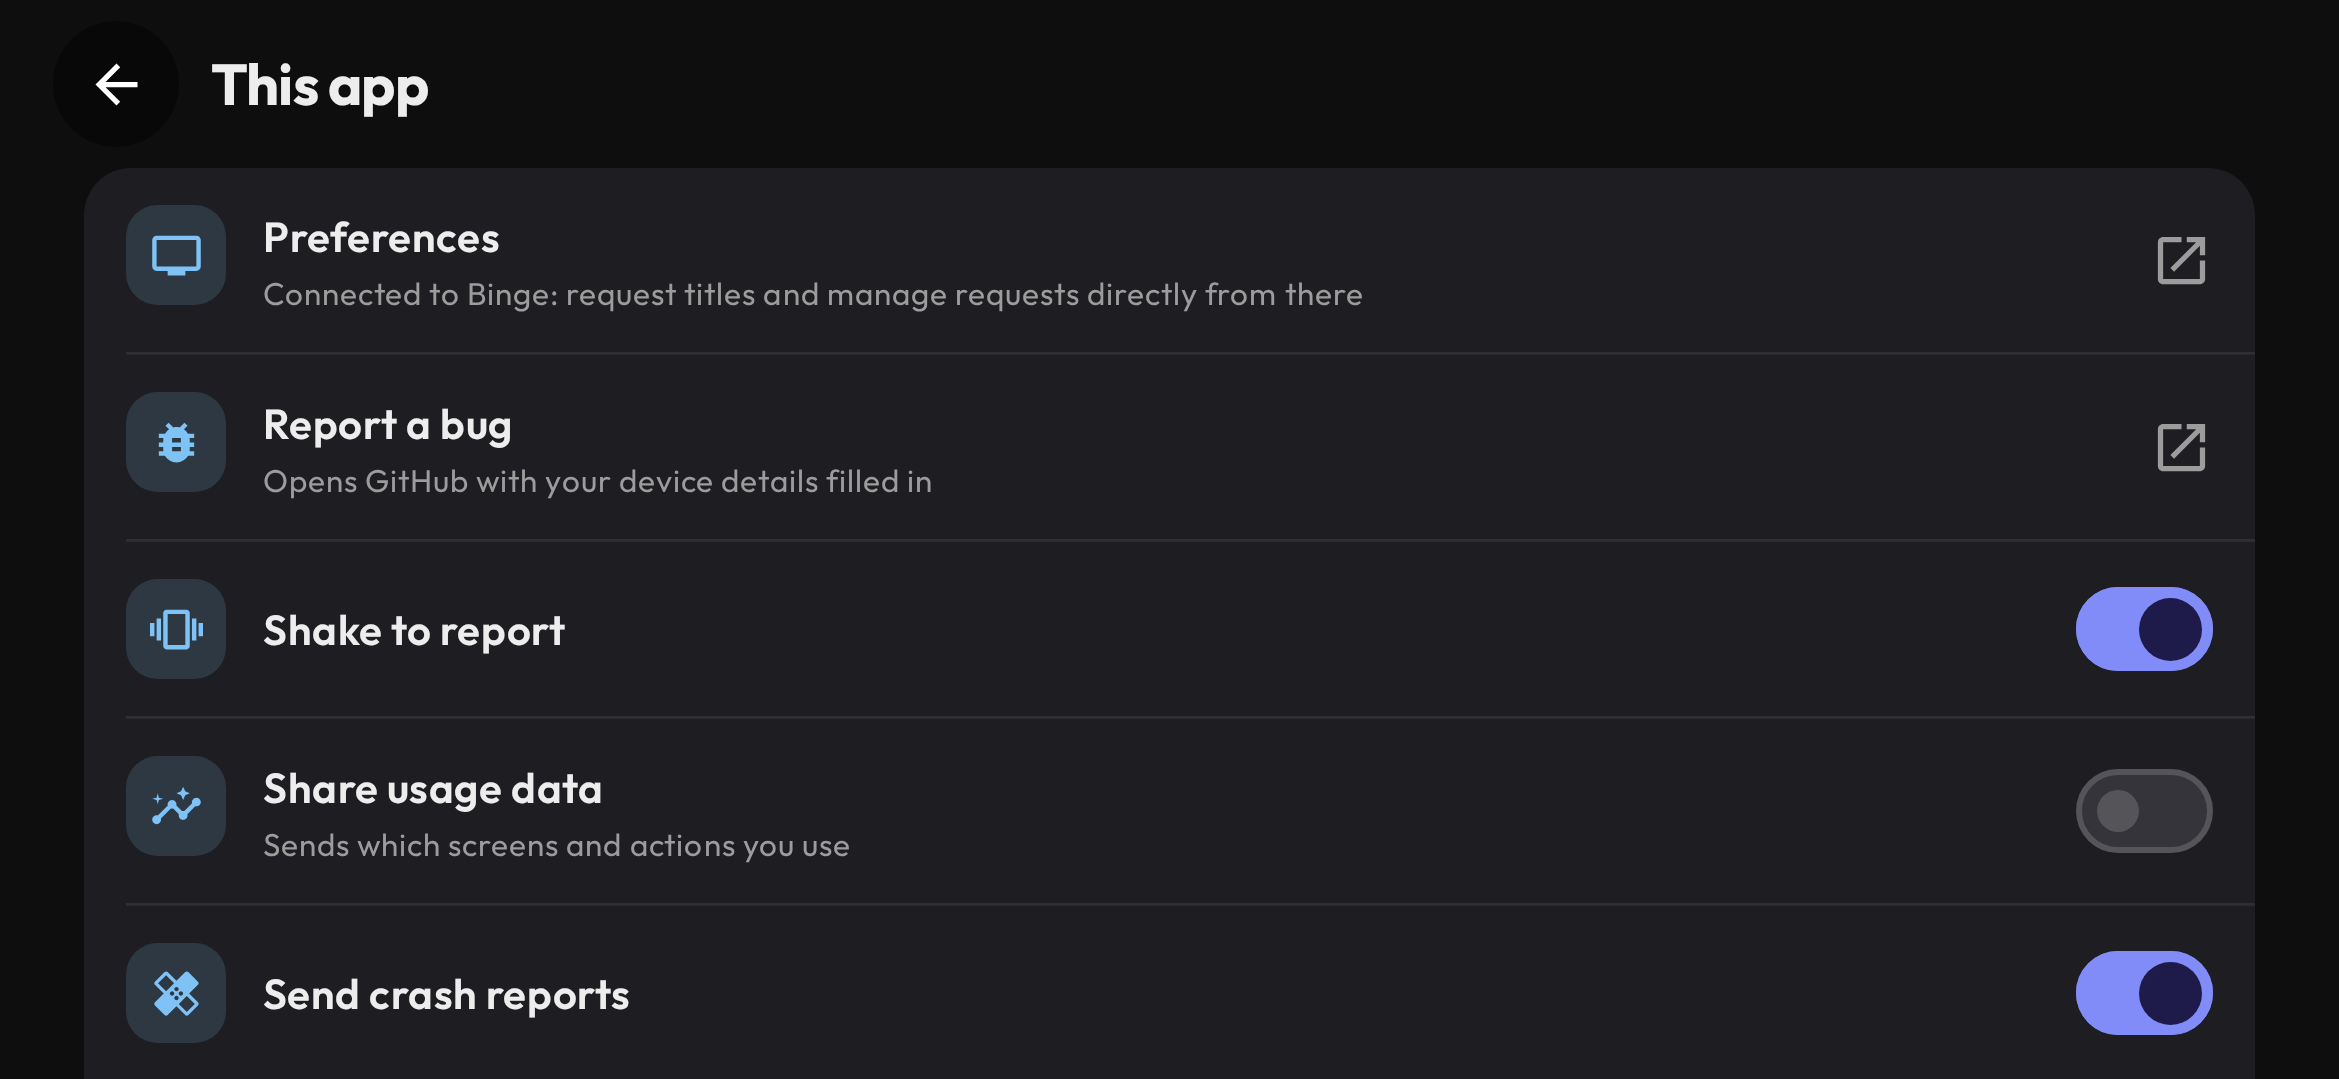 This app
Preferences
Connected to Binge: request titles and manage requests directly from there
Report a bug
Opens GitHub with your device details filled in
Shake to report
Share usage data
Sends which screens and actions you use
Send crash reports